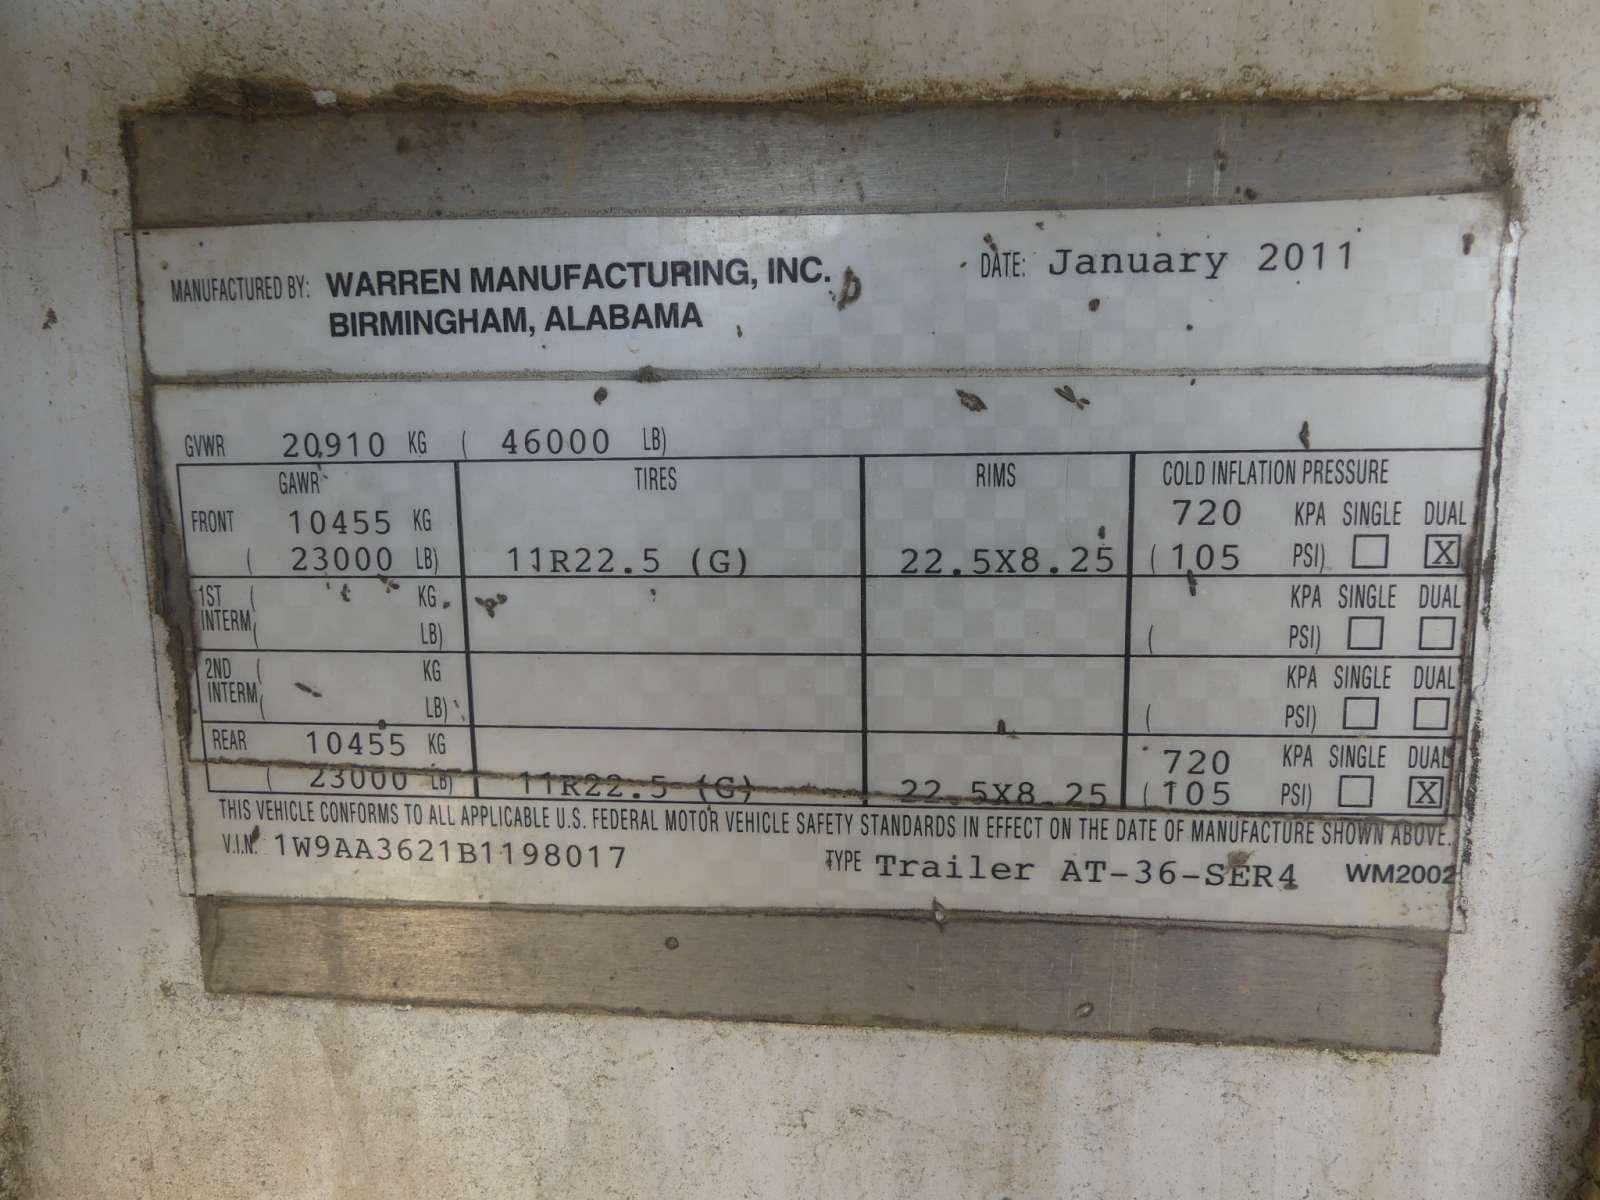 MANUFACTURED BY: WARREN MANUFACTURING, INC. DATE: January 2011
BIRMINGHAM, ALABAMA
GVWR 20910 KG ( 46000 LB)
GAWR TIRES RIMS COLD INFLATION PRESSURE
FRONT 10455 KG 720 KPA SINGLE DUAL
( 23000 LB) 11R22.5 (G) 22.5X8.25 ( 105 PSI) X
1ST ( KG KPA SINGLE DUAL
INTERM( LB) ( PSI)
2ND ( KG KPA SINGLE DUAL
INTERM( LB) ( PSI)
REAR 10455 KG 720 KPA SINGLE DUAL
( 23000 LB) 11R22.5 (G) 22.5X8.25 ( 105 PSI) X
THIS VEHICLE CONFORMS TO ALL APPLICABLE U.S. FEDERAL MOTOR VEHICLE SAFETY STANDARDS IN EFFECT ON THE DATE OF MANUFACTURE SHOWN ABOVE.
V.I.N. 1W9AA3621B1198017 TYPE Trailer AT-36-SER4 WM2002